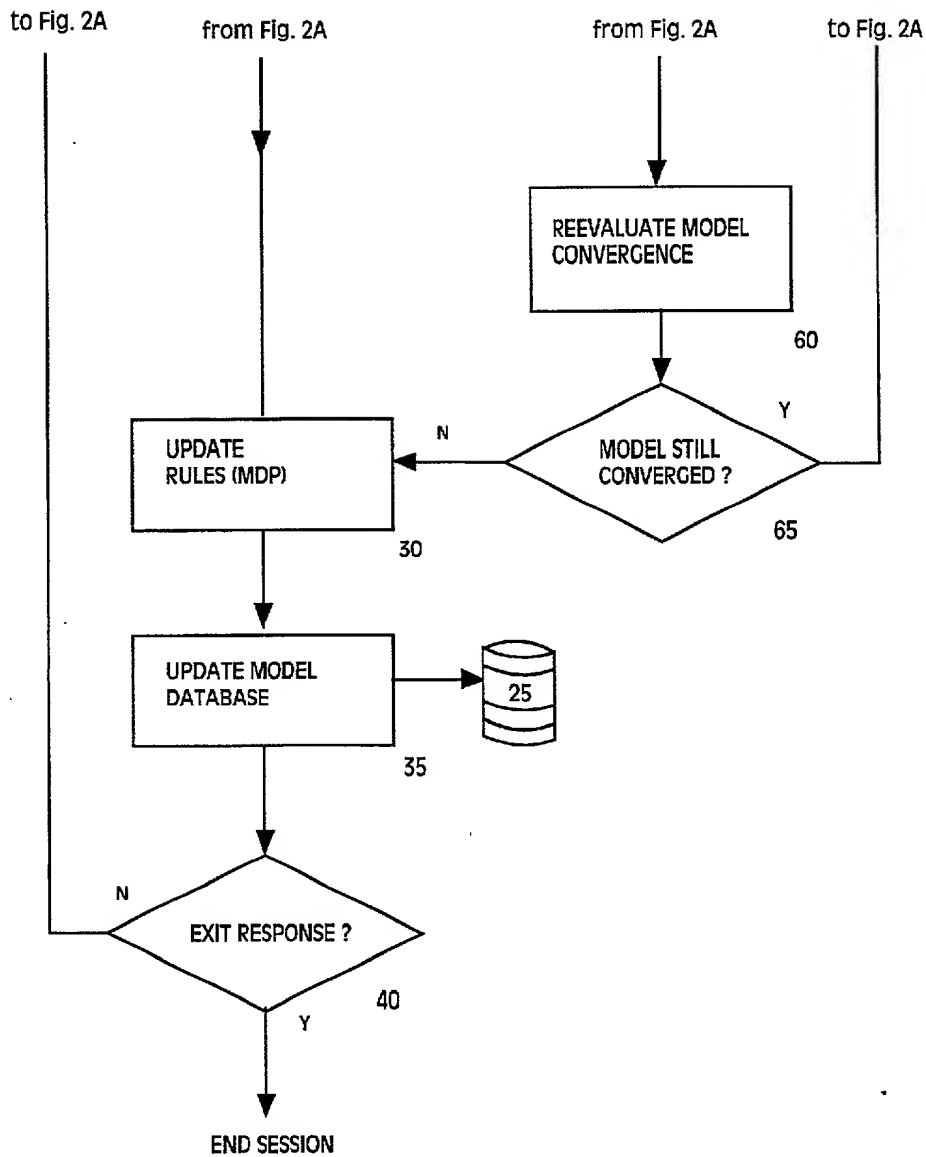 to Fig. 2A
from Fig. 2A
from Fig. 2A
to Fig. 2A
REEVALUATE MODEL
CONVERGENCE
60
Y
N
MODEL STILL
CONVERGED ?
65
UPDATE
RULES (MDP)
30
UPDATE MODEL
DATABASE
25
35
N
EXIT RESPONSE ?
40
Y
END SESSION